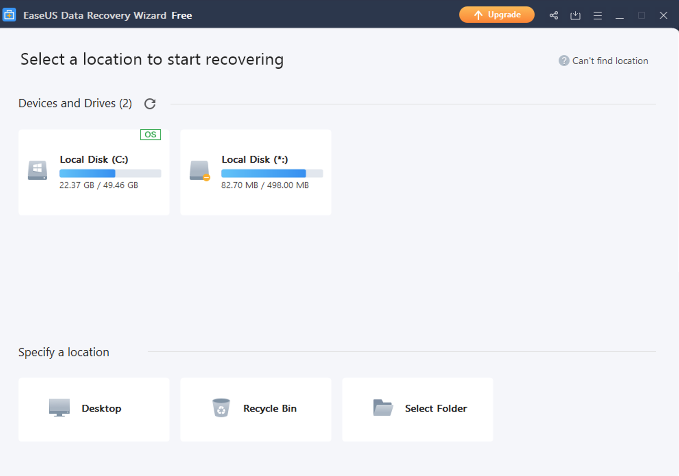 EaseUS Data Recovery Wizard Free
Upgrade
Select a location to start recovering
? Can't find location
Devices and Drives (2)
OS
Local Disk (C:)
22.37 GB / 49.46 GB
Local Disk (*:)
82.70 MB / 498.00 MB
Specify a location
Desktop
Recycle Bin
Select Folder